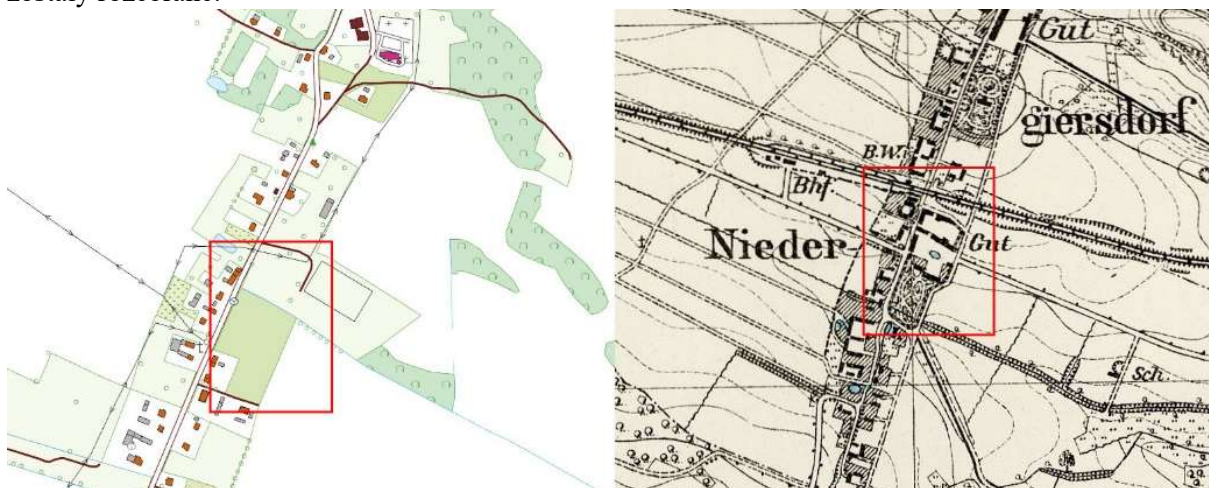 Gut
giersdorf
B.W.
Bhf.
Nieder-
Gut
Sch.